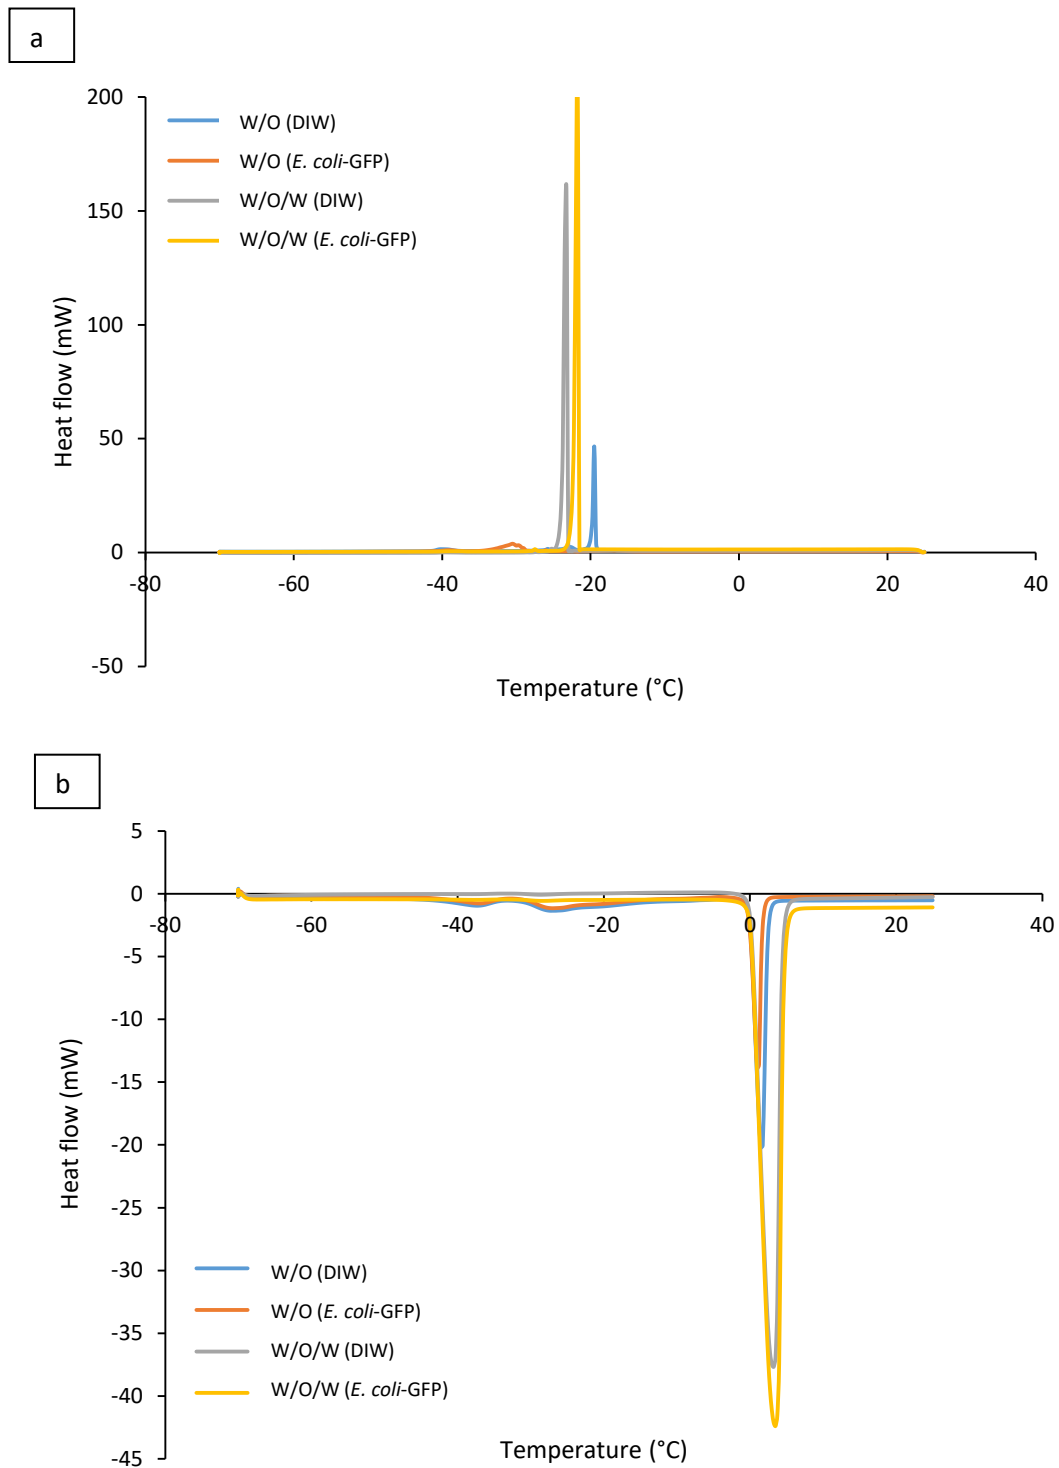 a
200
W/O (DIW)
W/O (E. coli-GFP)
150
W/O/W (DIW)
W/O/W (E. coli-GFP)
Heat flow (mW)
100
50
0
-80 -60 -40 -20 0 20 40
-50
Temperature (°C)
b
5
0
-80 -60 -40 -20 0 20 40
-5
-10
Heat flow (mW)
-15
-20
-25
-30
W/O (DIW)
W/O (E. coli-GFP)
-35
W/O/W (DIW)
-40
W/O/W (E. coli-GFP)
-45
Temperature (°C)